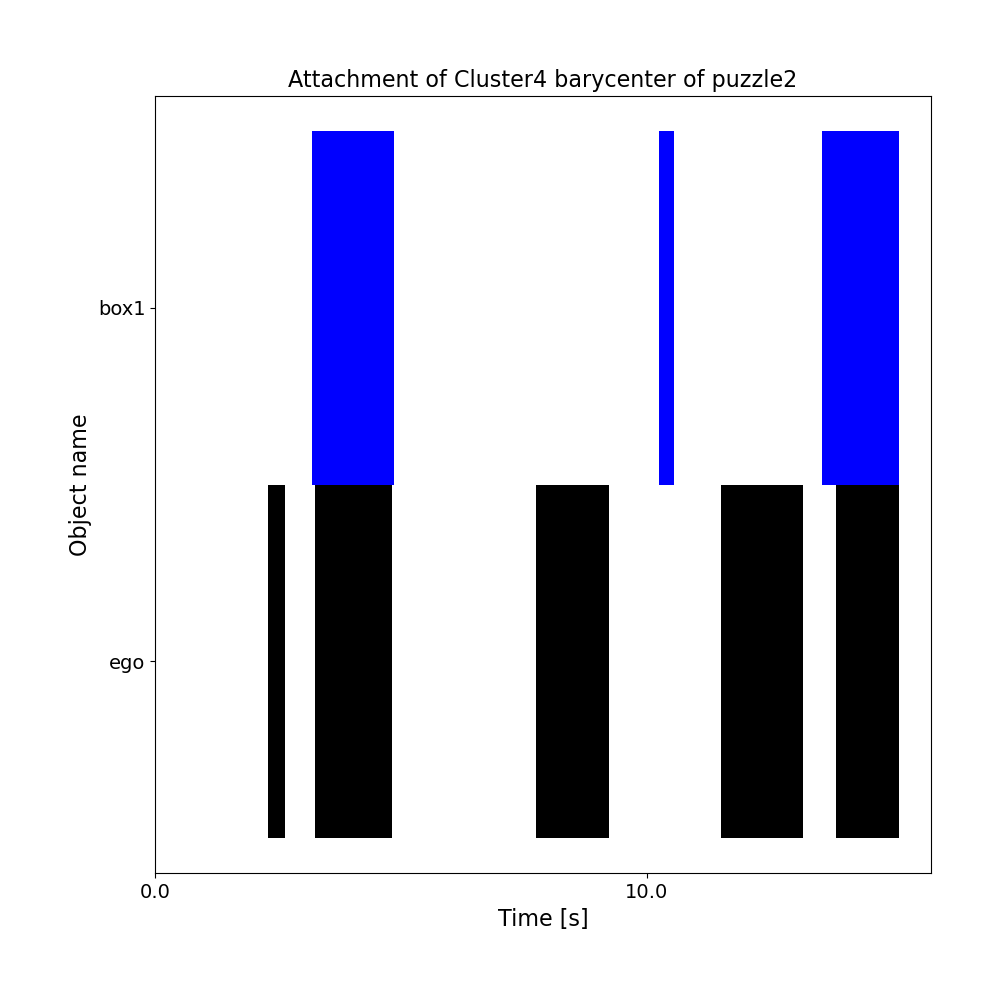 Attachment of Cluster4 barycenter of puzzle2
box1
Object name
ego
0.0 10.0
Time [s]